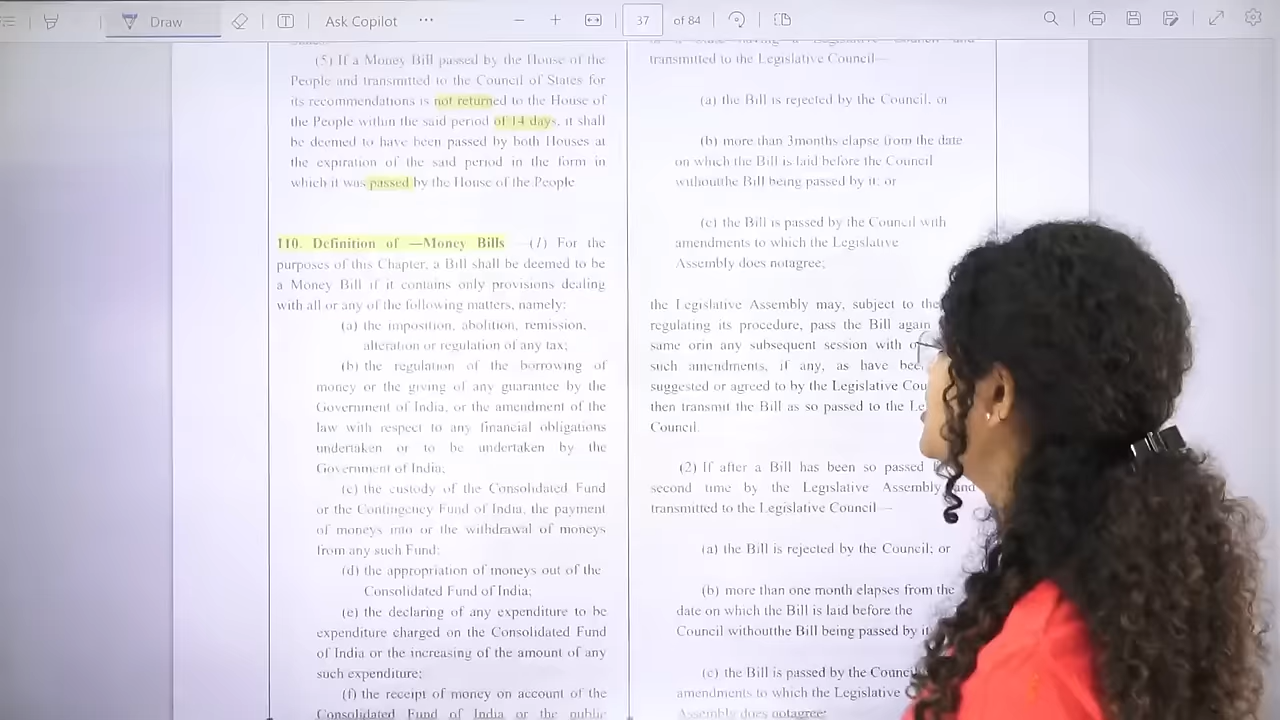 Draw
Ask Copilot
37
of 84
(5) If a Money Bill passed by the House of the
People and transmitted to the Council of States for
its recommendations is not returned to the House of
the People within the said period of 14 days, it shall
be deemed to have been passed by both Houses at
the expiration of the said period in the form in
which it was passed by the House of the People
110. Definition of —Money Bills —(1) For the
purposes of this Chapter, a Bill shall be deemed to be
a Money Bill if it contains only provisions dealing
with all or any of the following matters, namely:
(a) the imposition, abolition, remission,
alteration or regulation of any tax;
(b) the regulation of the borrowing of
money or the giving of any guarantee by the
Government of India, or the amendment of the
law with respect to any financial obligations
undertaken or to be undertaken by the
Government of India;
(c) the custody of the Consolidated Fund
or the Contingency Fund of India, the payment
of moneys into or the withdrawal of moneys
from any such Fund;
(d) the appropriation of moneys out of the
Consolidated Fund of India;
(e) the declaring of any expenditure to be
expenditure charged on the Consolidated Fund
of India or the increasing of the amount of any
such expenditure;
(f) the receipt of money on account of the
Consolidated Fund of India or the public
transmitted to the Legislative Council—
(a) the Bill is rejected by the Council; or
(b) more than 3months elapse from the date
on which the Bill is laid before the Council
withoutthe Bill being passed by it; or
(c) the Bill is passed by the Council with
amendments to which the Legislative
Assembly does notagree;
the Legislative Assembly may, subject to the
regulating its procedure, pass the Bill again
same orin any subsequent session with
such amendments, if any, as have
suggested or agreed to by the Legislative
then transmit the Bill as so passed to the
Council.
(2) If after a Bill has been so passed
second time by the Legislative Assembly and
transmitted to the Legislative Council—
(a) the Bill is rejected by the Council; or
(b) more than one month elapses from the
date on which the Bill is laid before the
Council withoutthe Bill being passed by it
(c) the Bill is passed by the
amendments to which the Legislative
Assembly does notagree;